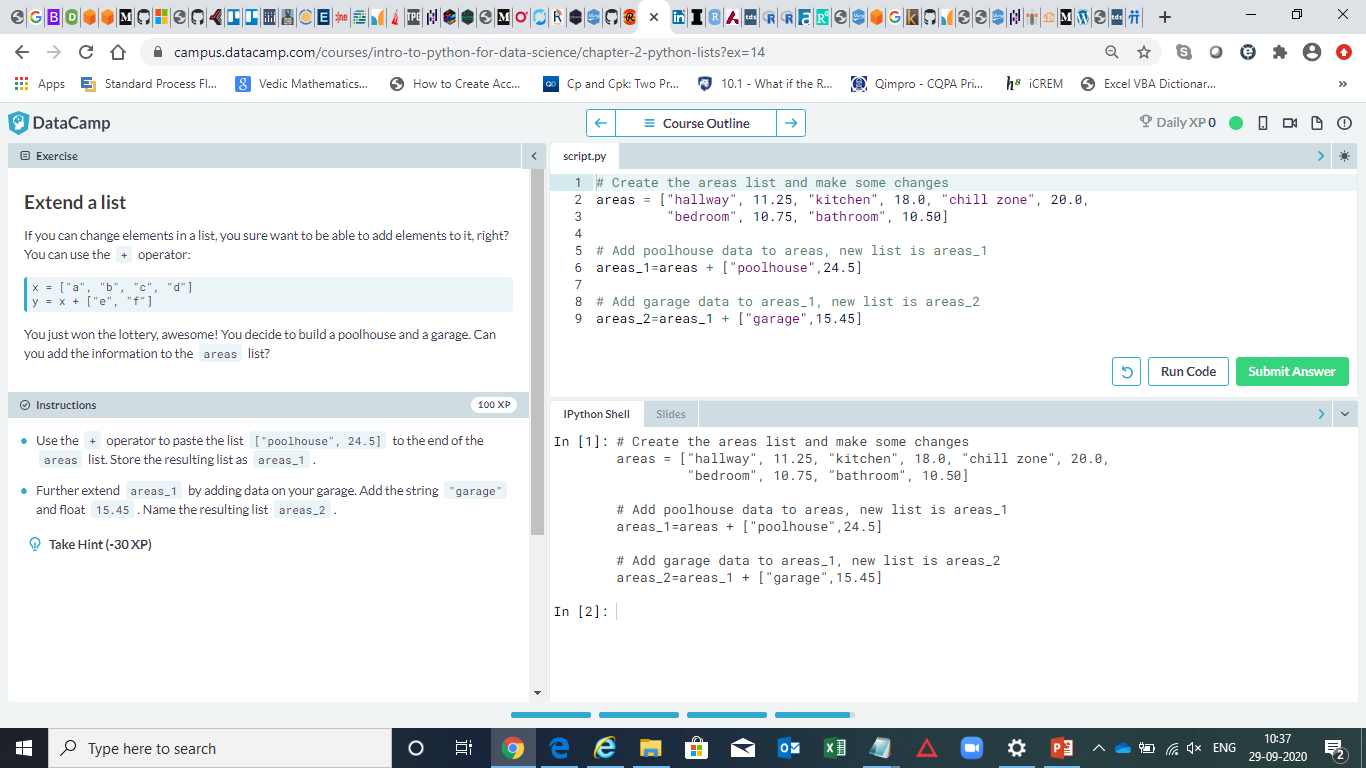 campus.datacamp.com/courses/intro-to-python-for-data-science/chapter-2-python-lists?ex=14
Apps Standard Process Fl... Vedic Mathematics... How to Create Acc... Cp and Cpk: Two Pr... 10.1 - What if the R... Qimpro - CQPA Pri... iCREM Excel VBA Dictionar... »
DataCamp
Course Outline
Daily XP 0
Exercise
Extend a list
If you can change elements in a list, you sure want to be able to add elements to it, right?
You can use the + operator:
x = ["a", "b", "c", "d"]
y = x + ["e", "f"]
You just won the lottery, awesome! You decide to build a poolhouse and a garage. Can
you add the information to the areas list?
Instructions 100 XP
Use the + operator to paste the list ["poolhouse", 24.5] to the end of the
areas list. Store the resulting list as areas_1 .
Further extend areas_1 by adding data on your garage. Add the string "garage"
and float 15.45 . Name the resulting list areas_2 .
Take Hint (-30 XP)
script.py
1 # Create the areas list and make some changes
2 areas = ["hallway", 11.25, "kitchen", 18.0, "chill zone", 20.0,
3 "bedroom", 10.75, "bathroom", 10.50]
4
5 # Add poolhouse data to areas, new list is areas_1
6 areas_1=areas + ["poolhouse",24.5]
7
8 # Add garage data to areas_1, new list is areas_2
9 areas_2=areas_1 + ["garage",15.45]
Run Code Submit Answer
IPython Shell Slides
In [1]: # Create the areas list and make some changes
areas = ["hallway", 11.25, "kitchen", 18.0, "chill zone", 20.0,
"bedroom", 10.75, "bathroom", 10.50]
# Add poolhouse data to areas, new list is areas_1
areas_1=areas + ["poolhouse",24.5]
# Add garage data to areas_1, new list is areas_2
areas_2=areas_1 + ["garage",15.45]
In [2]:
Type here to search
ENG
10:37
29-09-2020
2